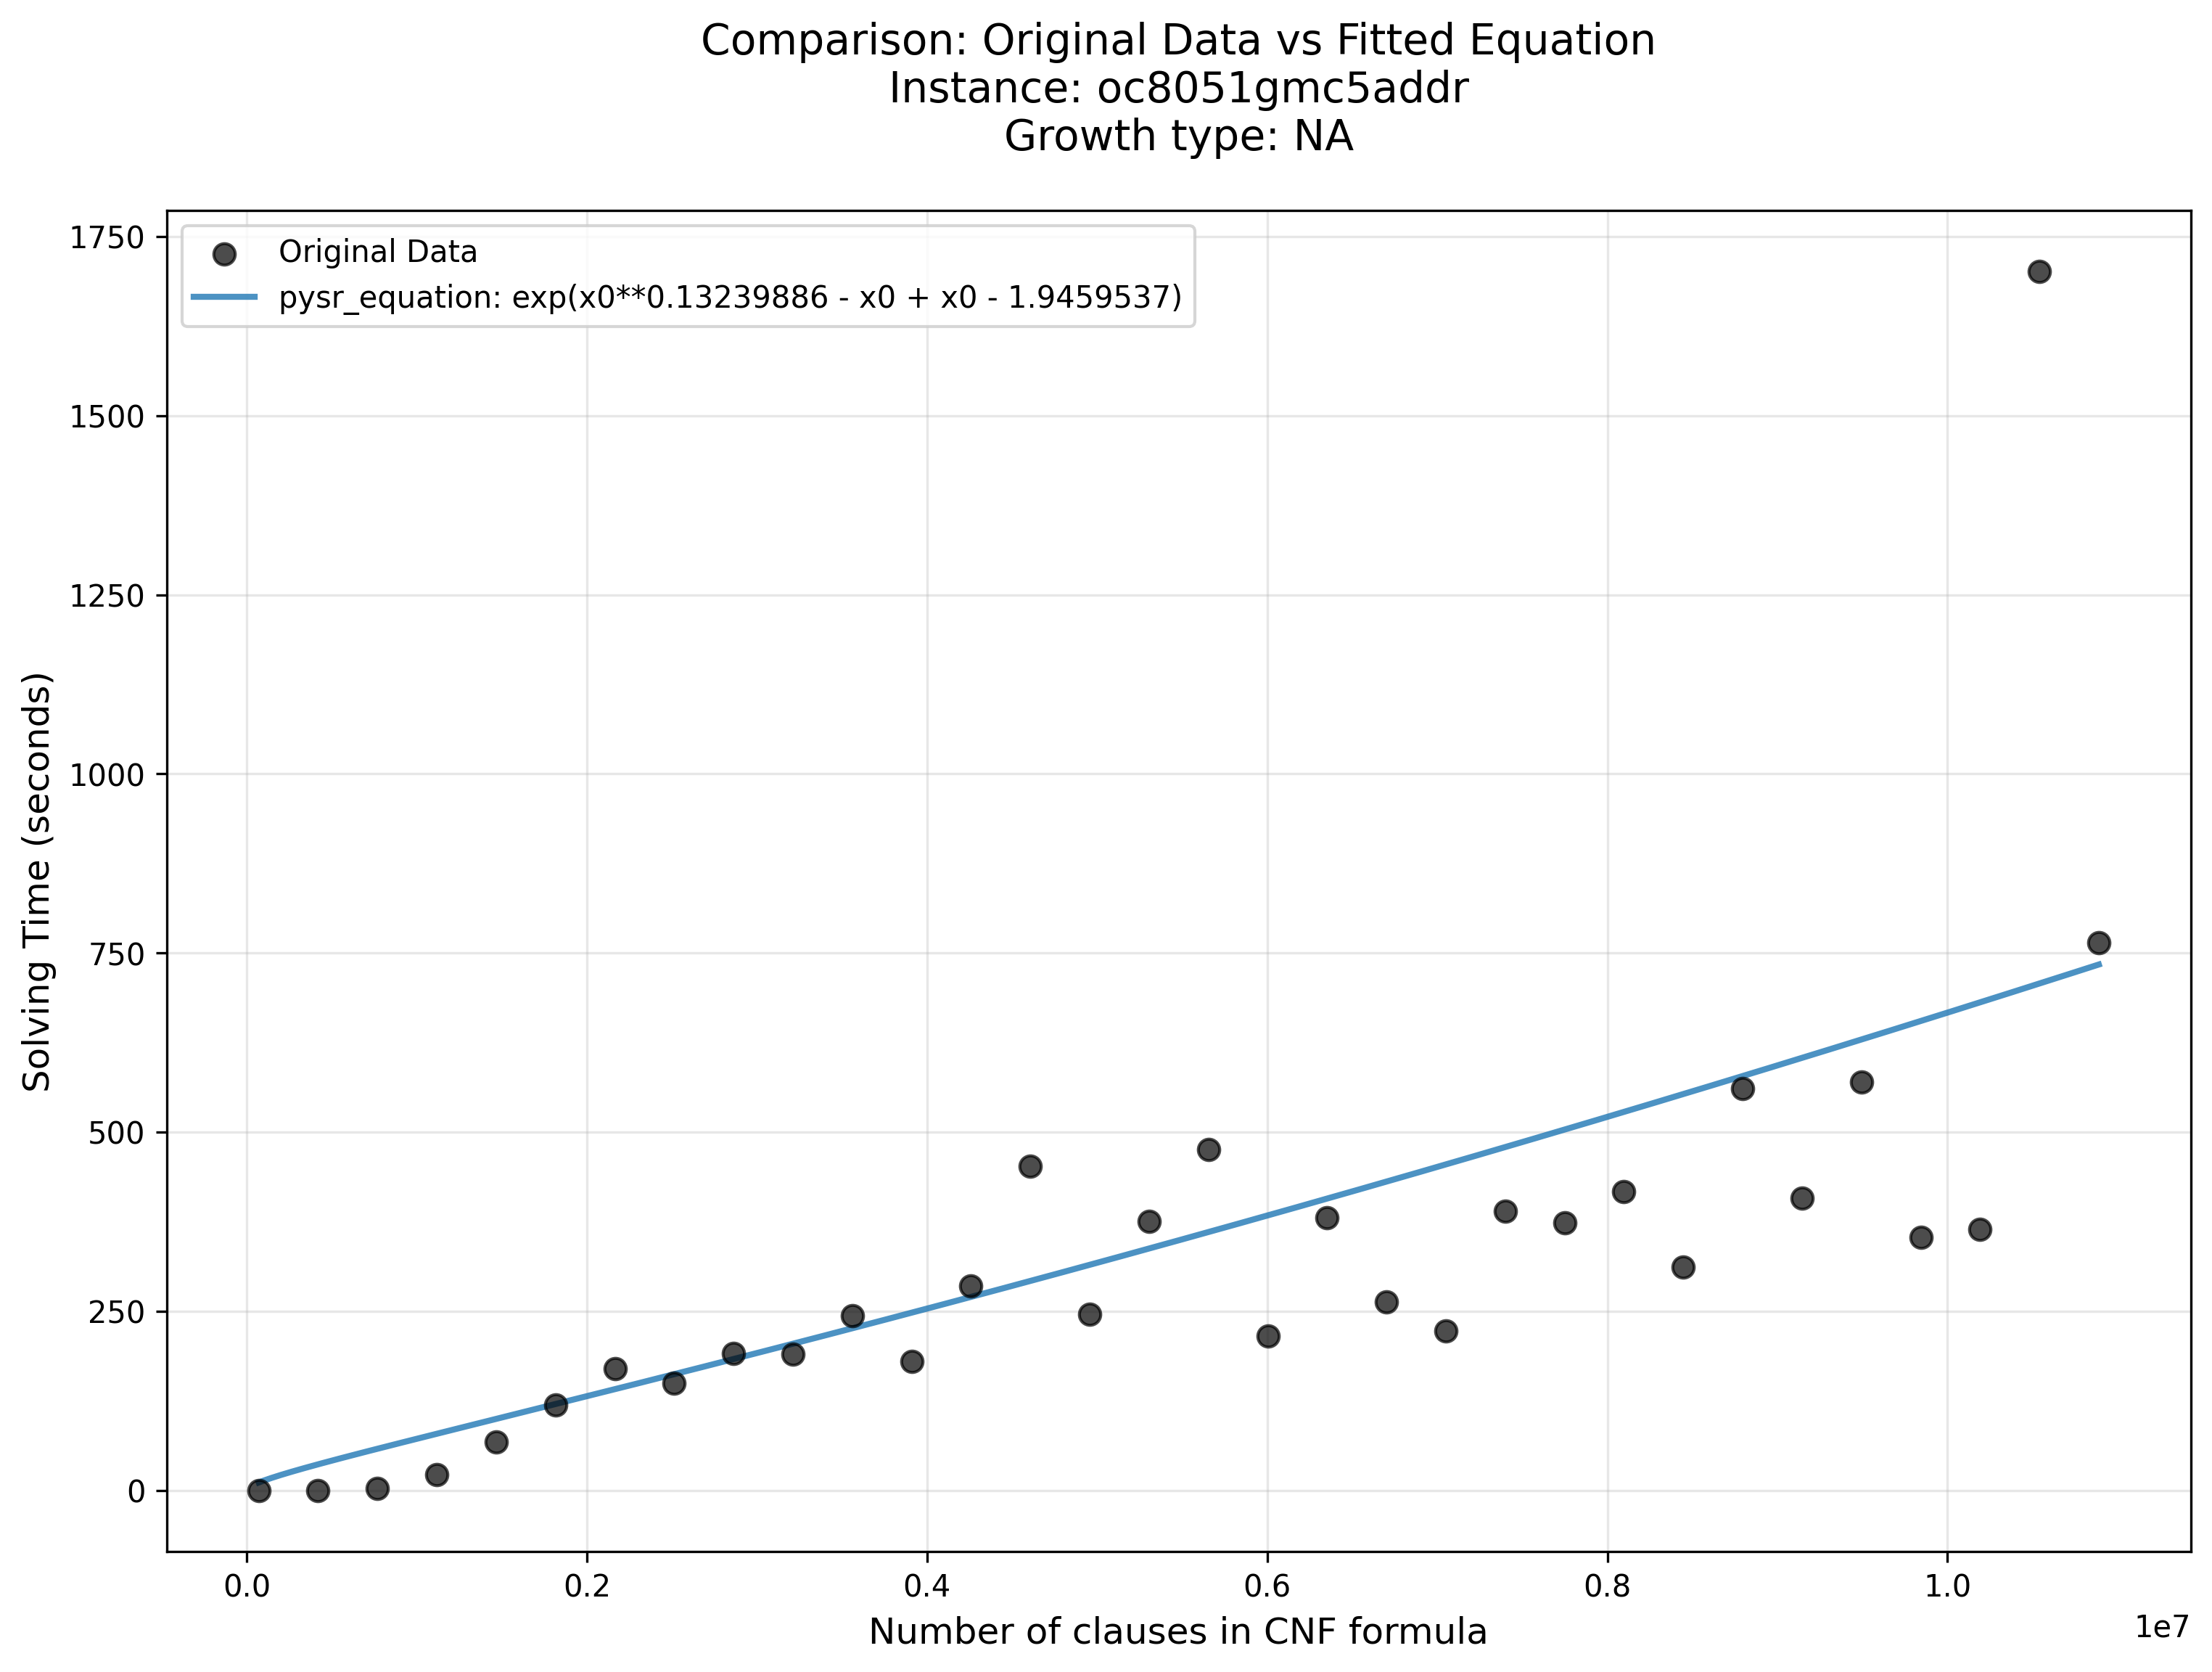 Comparison: Original Data vs Fitted Equation
Instance: oc8051gmc5addr
Growth type: NA
Original Data
pysr_equation: exp(x0**0.13239886 - x0 + x0 - 1.9459537)
Solving Time (seconds)
1750
1500
1250
1000
750
500
250
0
0.0 0.2 0.4 0.6 0.8 1.0
1e7
Number of clauses in CNF formula